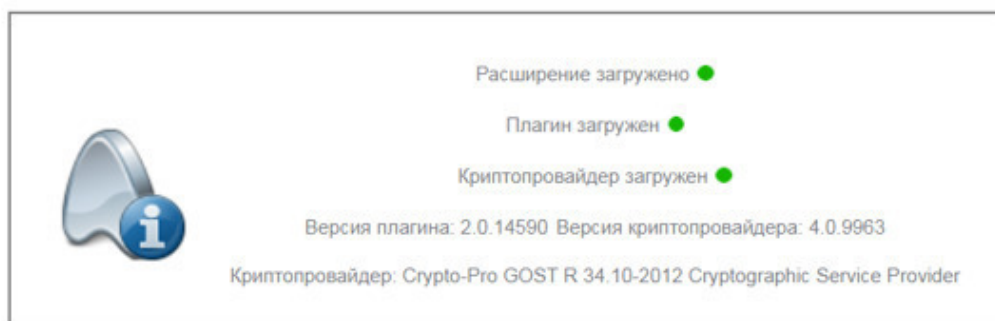 Расширение загружено
Плагин загружен
Криптопровайдер загружен
Версия плагина: 2.0.14590 Версия криптопровайдера: 4.0.9963
Криптопровайдер: Crypto-Pro GOST R 34.10-2012 Cryptographic Service Provider